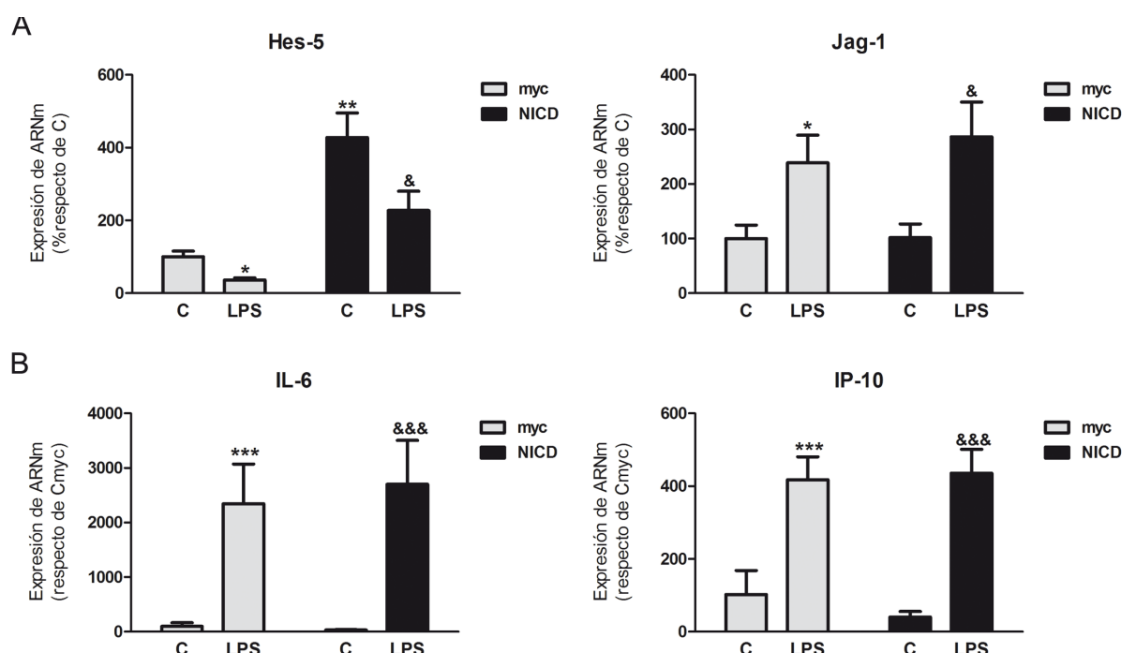 A
Hes-5
Expresión de ARNm
(%respecto de C)
600
400
200
0
*
**
&
C
LPS
C
LPS
myc
NICD
Jag-1
Expresión de ARNm
(%respecto de C)
400
300
200
100
0
*
&
C
LPS
C
LPS
myc
NICD
B
IL-6
Expresión de ARNm
(respecto de Cmyc)
4000
3000
2000
1000
0
***
&&&
C
LPS
C
LPS
myc
NICD
IP-10
Expresión de ARNm
(respecto de Cmyc)
600
400
200
0
***
&&&
C
LPS
C
LPS
myc
NICD